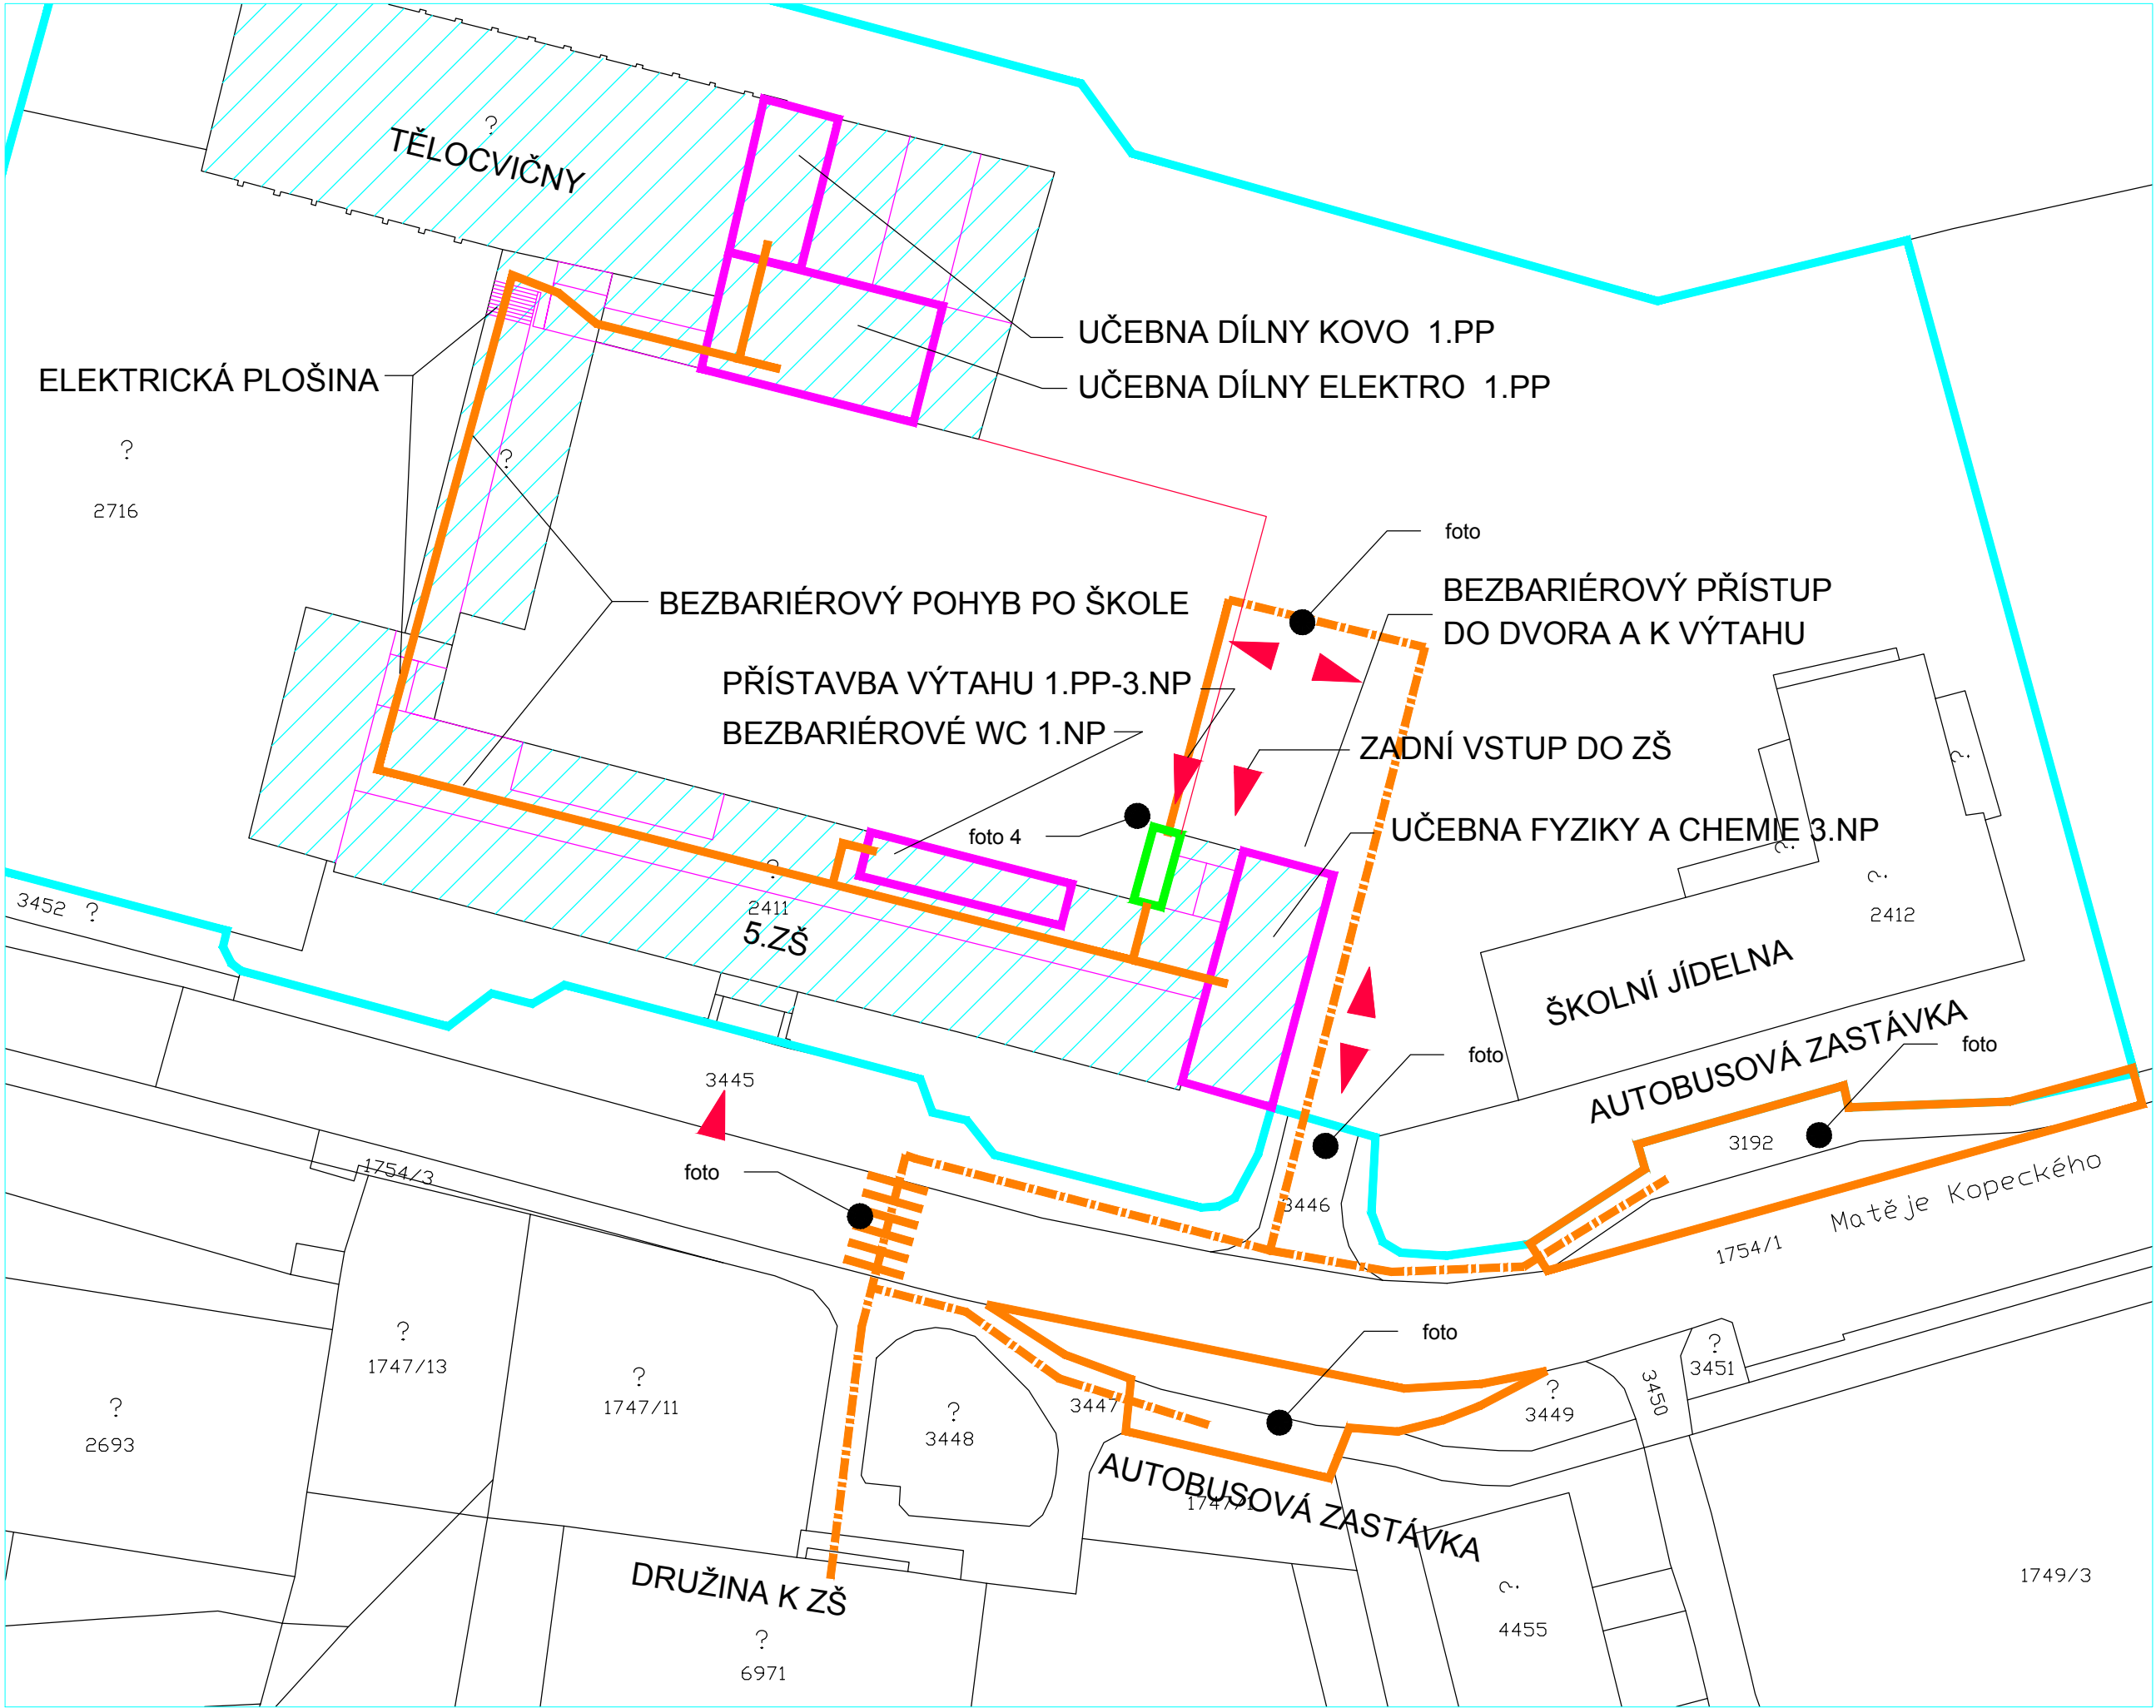 ?
TĚLOCVIČNY
UČEBNA DÍLNY KOVO 1.PP
ELEKTRICKÁ PLOŠINA
UČEBNA DÍLNY ELEKTRO 1.PP
?
?
2716
foto
BEZBARIÉROVÝ POHYB PO ŠKOLE
BEZBARIÉROVÝ PŘÍSTUP
DO DVORA A K VÝTAHU
PŘÍSTAVBA VÝTAHU 1.PP-3.NP
BEZBARIÉROVÉ WC 1.NP
ZADNÍ VSTUP DO ZŠ
?
foto 4
UČEBNA FYZIKY A CHEMIE 3.NP
?
?
?
2411
5.ZŠ
3452 ?
2412
ŠKOLNÍ JÍDELNA
AUTOBUSOVÁ ZASTÁVKA
foto
foto
3445
3192
foto
1754/3
3446
Matěje Kopeckého
1754/1
?
1747/13
?
1747/11
foto
?
3451
3450
?
3449
3447
?
3448
?
2693
AUTOBUSOVÁ ZASTÁVKA
1747/1
DRUŽINA K ZŠ
?
6971
?
4455
1749/3